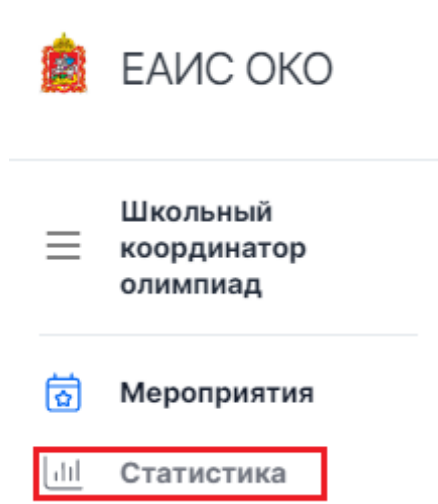 ЕАИС ОКО
Школьный
координатор
олимпиад
Мероприятия
Статистика